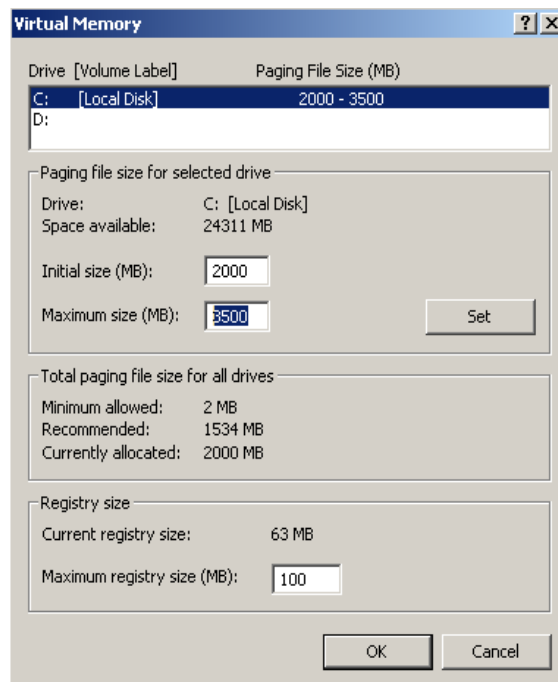 Virtual Memory
Drive [Volume Label] Paging File Size (MB)
C: [Local Disk] 2000 - 3500
D:
Paging file size for selected drive
Drive: C: [Local Disk]
Space available: 24311 MB
Initial size (MB): 2000
Maximum size (MB): 3500
Set
Total paging file size for all drives
Minimum allowed: 2 MB
Recommended: 1534 MB
Currently allocated: 2000 MB
Registry size
Current registry size: 63 MB
Maximum registry size (MB): 100
OK Cancel